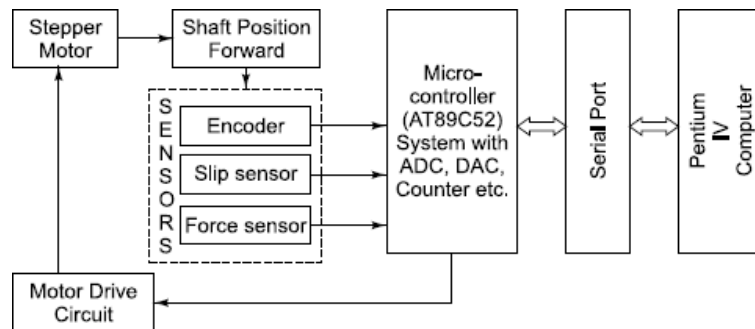 Stepper
Motor
Shaft Position
Forward
SENSORS
Encoder
Slip sensor
Force sensor
Micro-
controller
(AT89C52)
System with
ADC, DAC,
Counter etc.
Serial Port
Pentium
IV
Computer
Motor Drive
Circuit